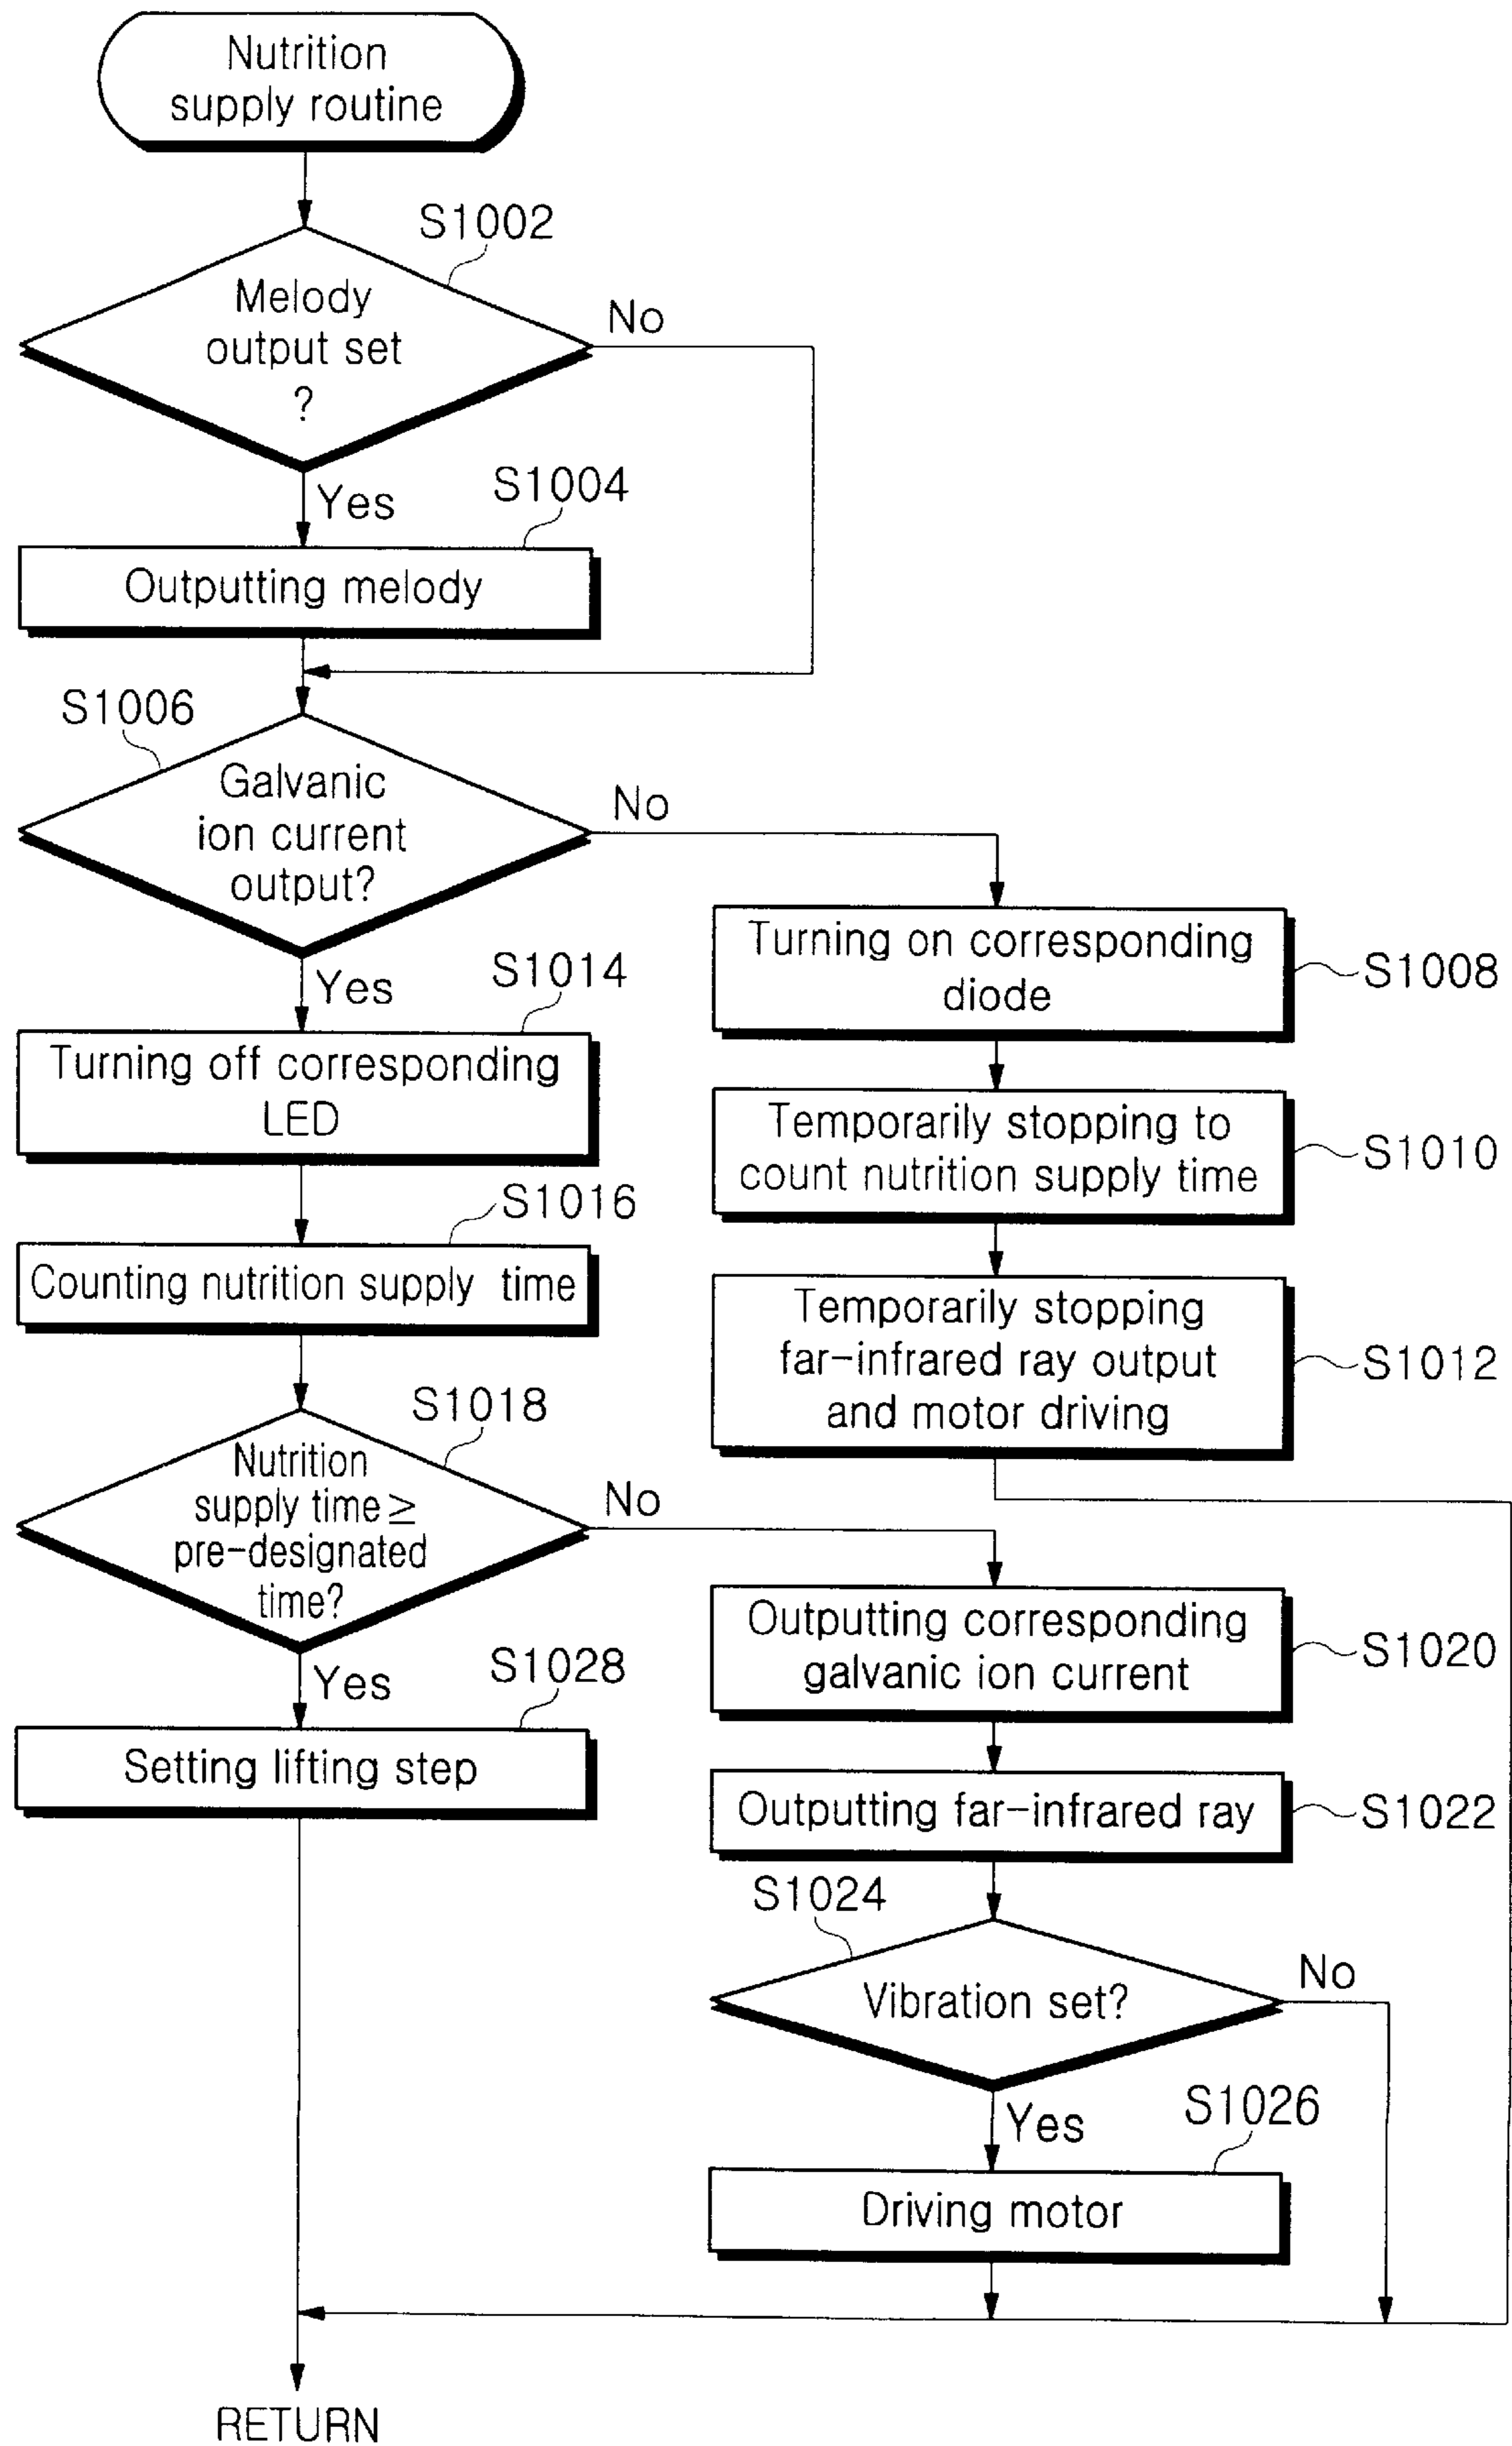 Nutrition
supply routine
S1002
Melody
output set
?
No
Yes
S1004
Outputting melody
S1006
Galvanic
ion current
output?
No
Yes
Turning on corresponding
diode
S1008
S1014
Turning off corresponding
LED
Temporarily stopping to
count nutrition supply time
S1010
S1016
Counting nutrition supply time
Temporarily stopping
far-infrared ray output
and motor driving
S1012
S1018
Nutrition
supply time≥
pre-designated
time?
No
Yes
Outputting corresponding
galvanic ion current
S1020
S1028
Setting lifting step
Outputting far-infrared ray
S1022
S1024
Vibration set?
No
Yes
S1026
Driving motor
RETURN